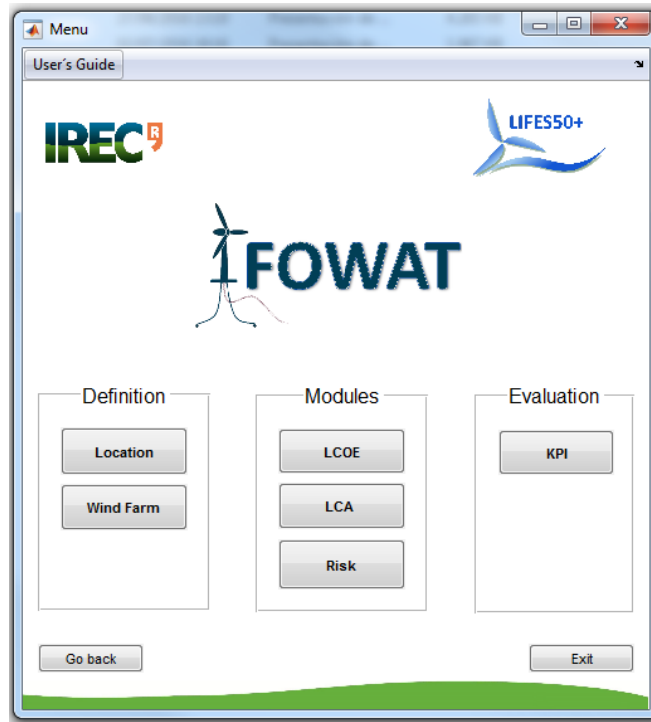 Menu
User´s Guide
IREC R
LIFES50+
FOWAT
Definition
Modules
Evaluation
Location
LCOE
KPI
Wind Farm
LCA
Risk
Go back
Exit